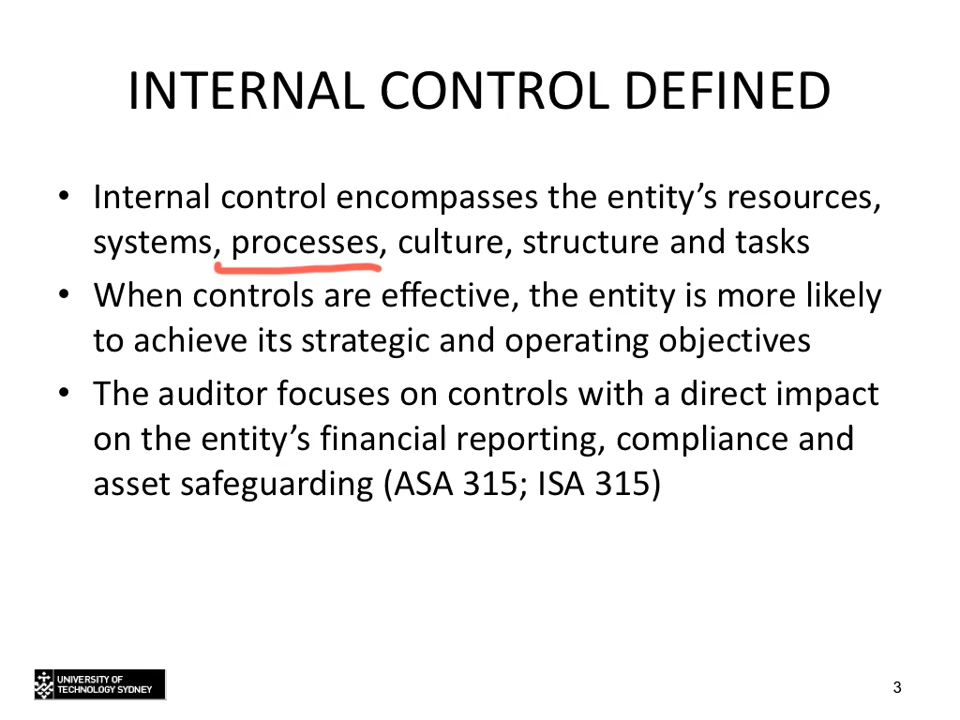 INTERNAL CONTROL DEFINED
• Internal control encompasses the entity’s resources,
systems, processes, culture, structure and tasks
• When controls are effective, the entity is more likely
to achieve its strategic and operating objectives
• The auditor focuses on controls with a direct impact
on the entity’s financial reporting, compliance and
asset safeguarding (ASA 315; ISA 315)
UNIVERSITY OF
TECHNOLOGY SYDNEY
3